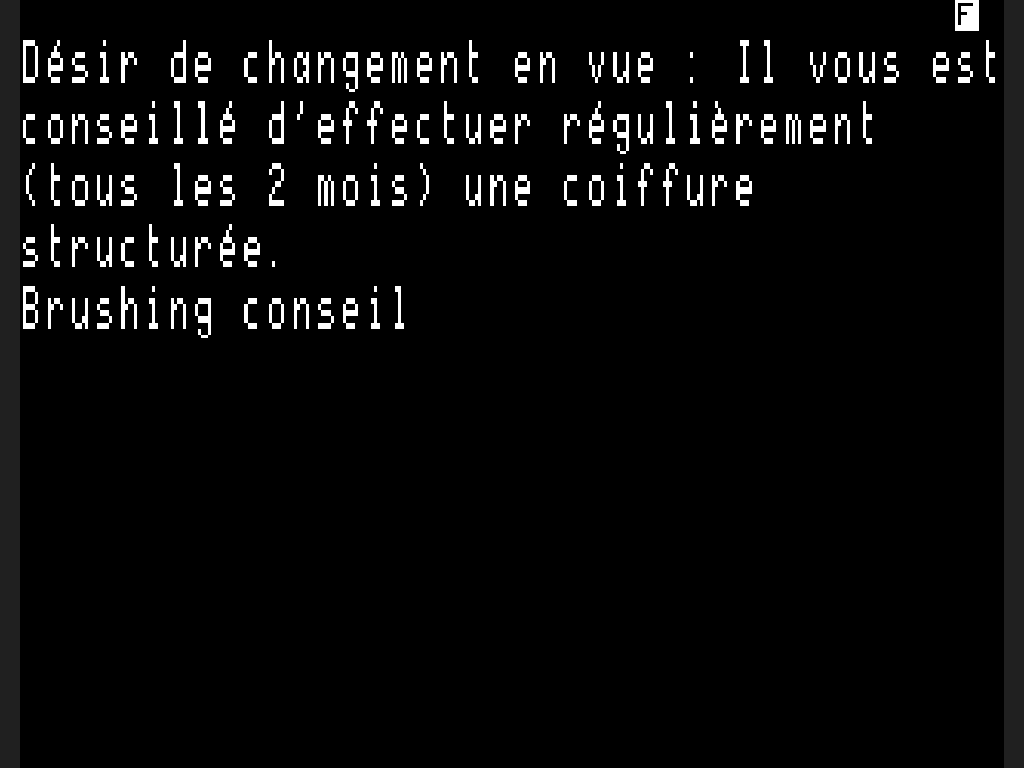 F
Désir de changement en vue : Il vous est
conseillé d'effectuer régulièrement
(tous les 2 mois) une coiffure
structurée.
Brushing conseil